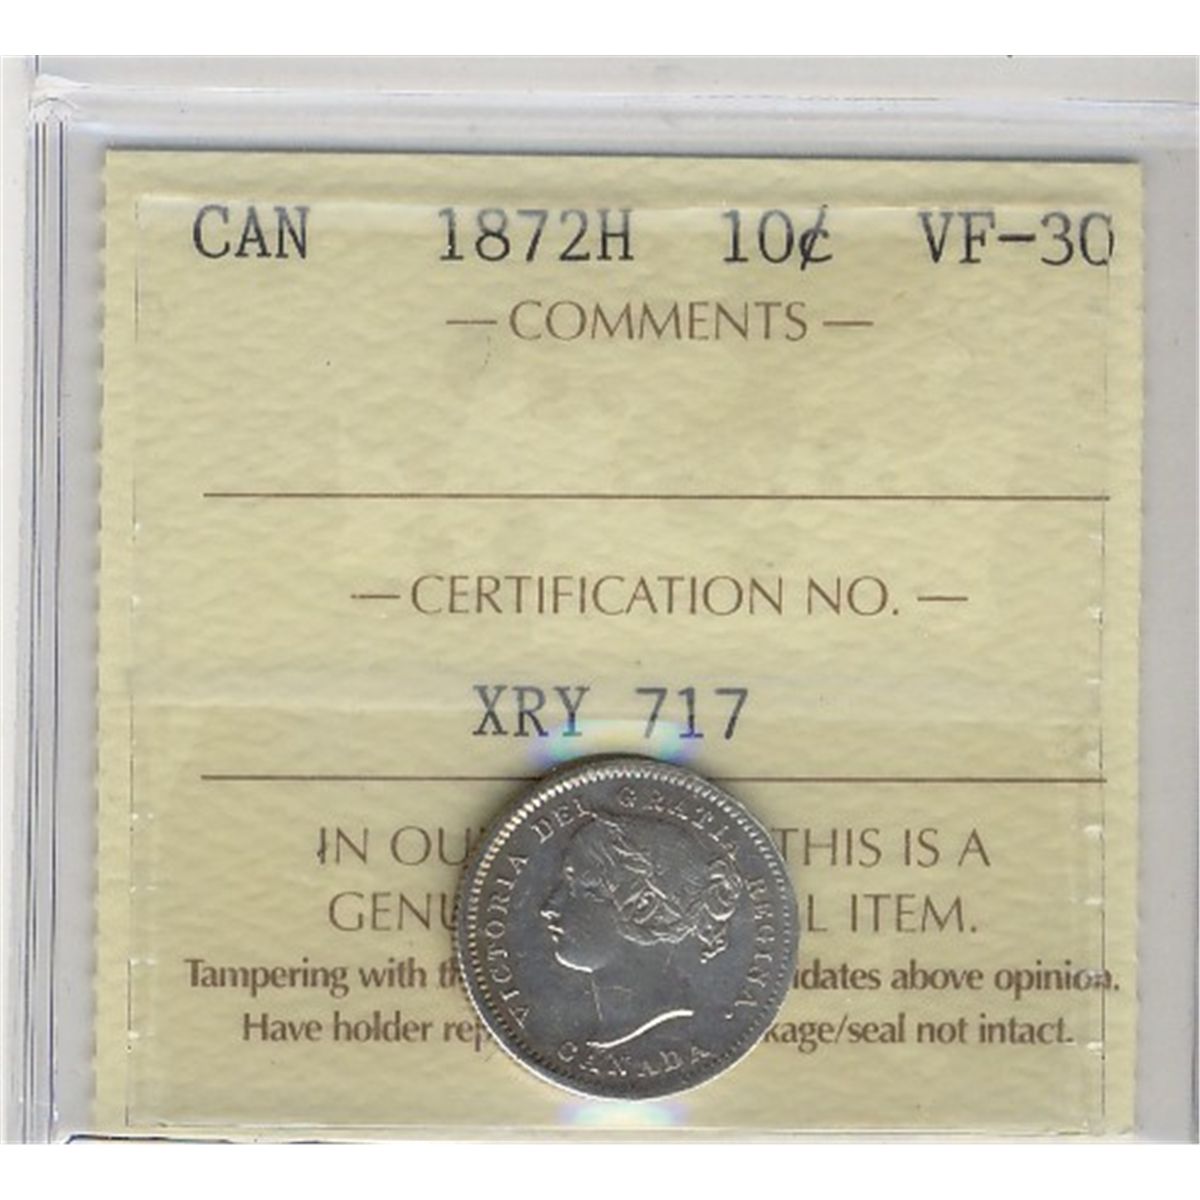 CAN 1872H 10¢ VF-30
— COMMENTS —
— CERTIFICATION NO. —
XRY 717
IN OU THIS IS A
GENU L ITEM.
Tampering with th idates above opinion.
Have holder rep kage/seal not intact.
VICTORIA DEI GRATIA REGINA.
CANADA